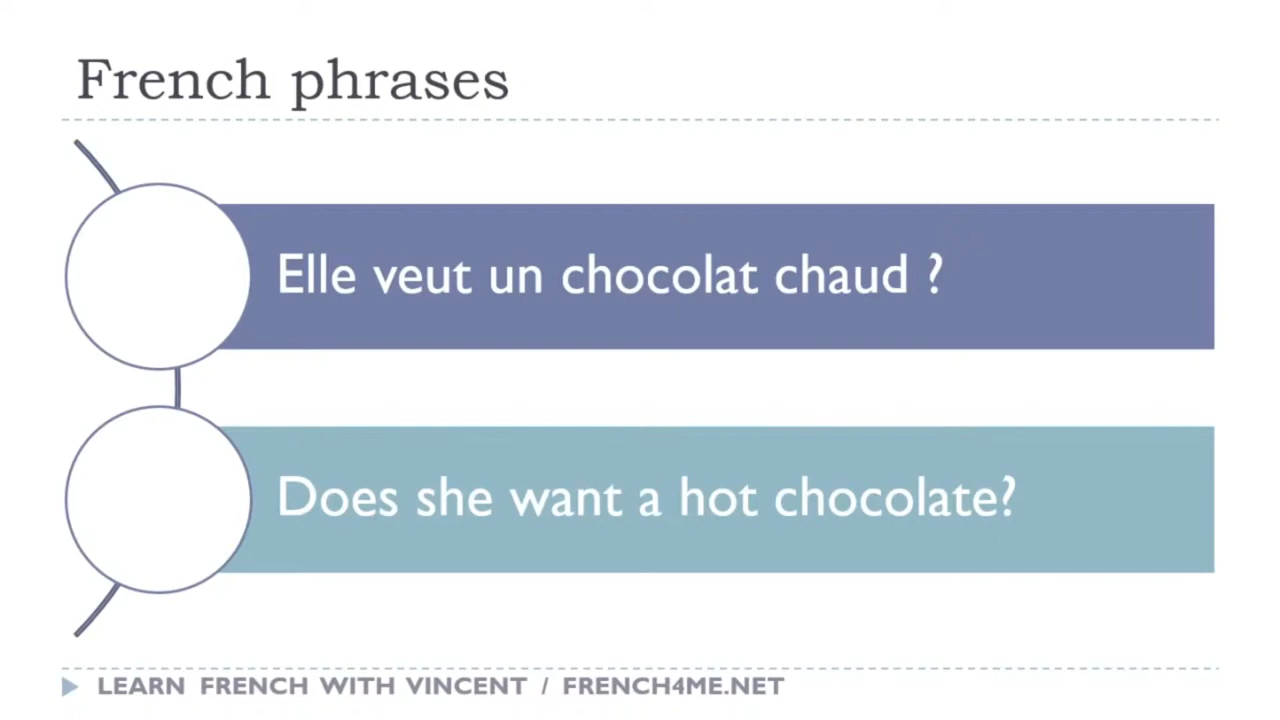 French phrases
Elle veut un chocolat chaud ?
Does she want a hot chocolate?
LEARN FRENCH WITH VINCENT / FRENCH4ME.NET